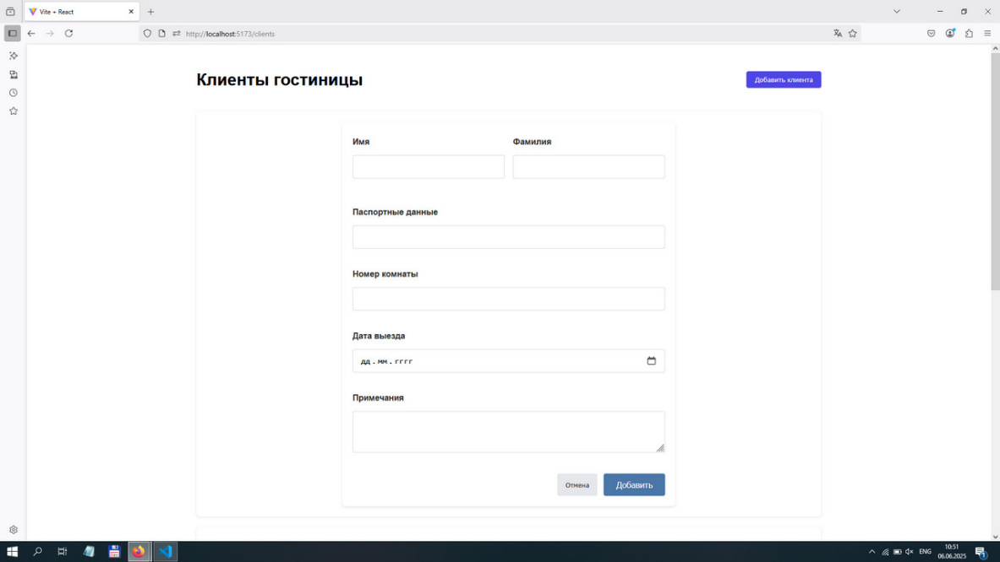 Vite + React
http://localhost:5173/clients
Клиенты гостиницы
Добавить клиента
Имя
Фамилия
Паспортные данные
Номер комнаты
Дата выезда
дд.мм.гггг
Примечания
Отмена
Добавить
ENG
10:51
06.06.2025
1